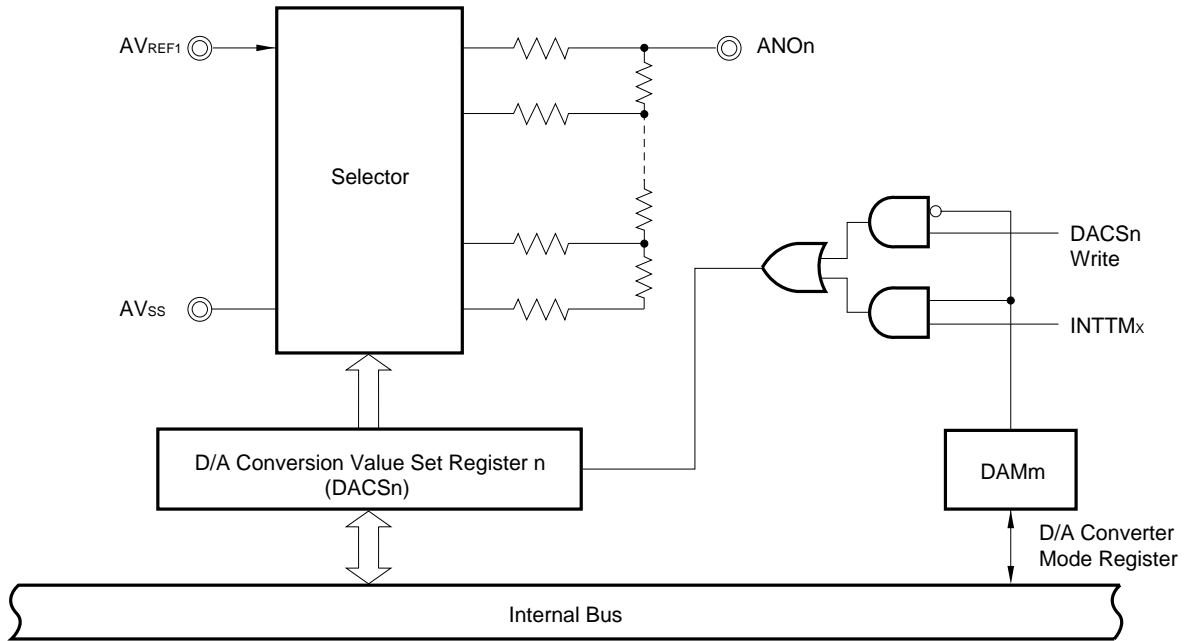 AVREF1
ANOn
Selector
DACSn
Write
AVSS
INTTMx
D/A Conversion Value Set Register n
(DACSn)
DAMm
D/A Converter
Mode Register
Internal Bus